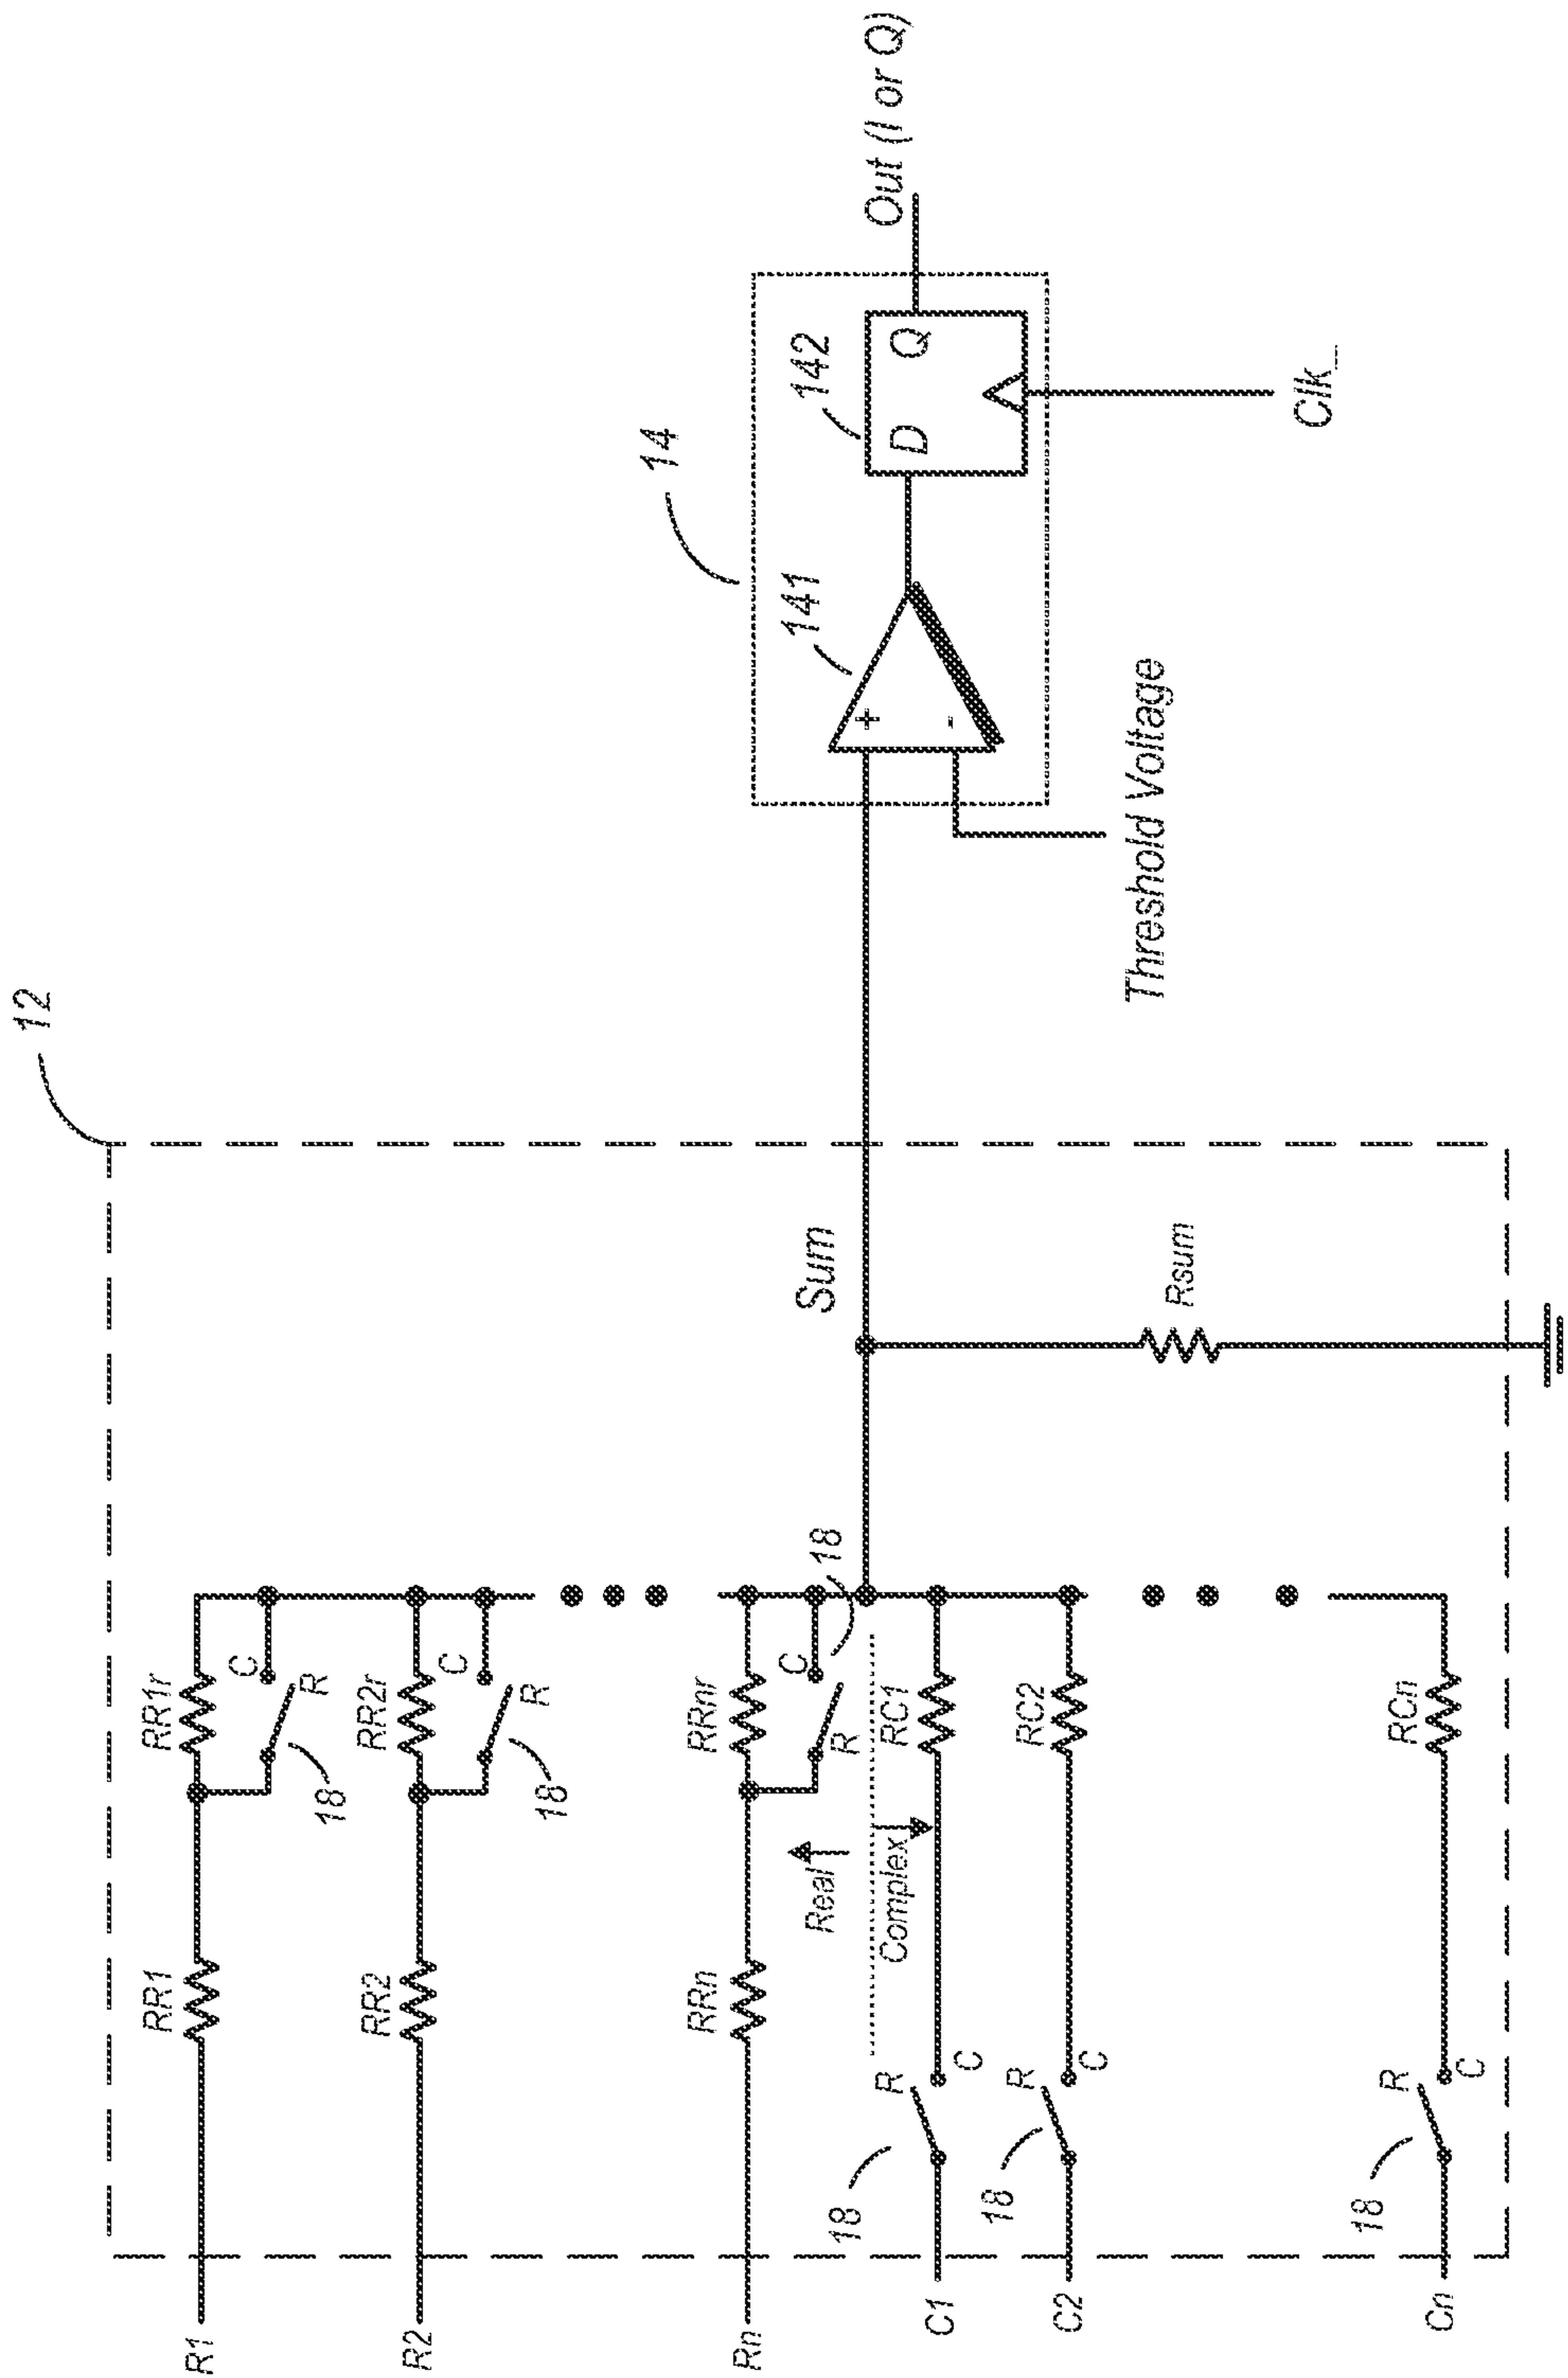 12
R1
RR1
RR1r
C
R
18
R2
RR2
RR2r
C
R
18
Rn
RRn
RRnr
C
R
18
Real
Complex
C1
R
C
18
RC1
C2
R
C
18
RC2
Cn
R
C
18
RCn
Sum
Rsum
14
141
+
-
Threshold Voltage
142
D
Q
Clk_
Out (I or Q)